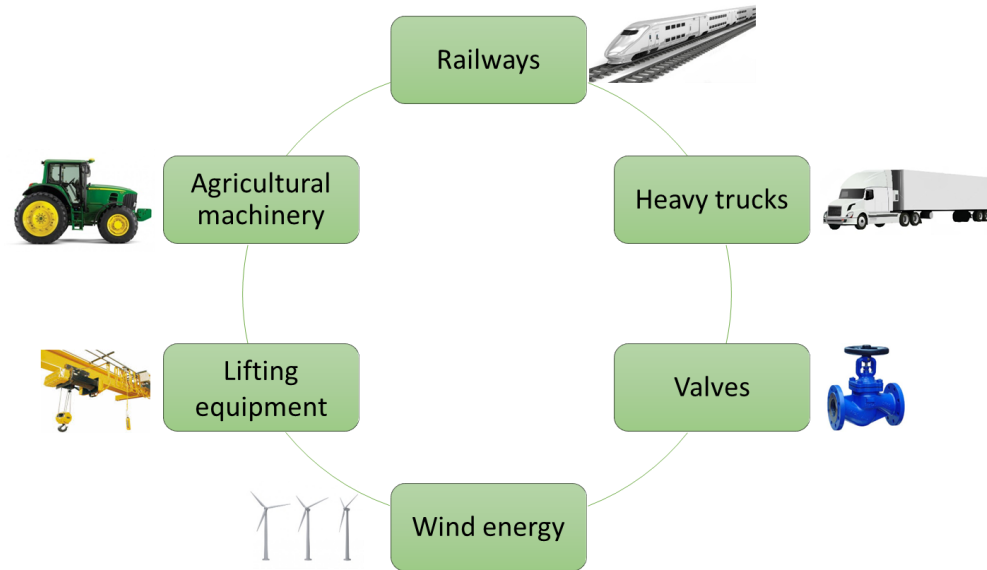 Railways
Heavy trucks
Valves
Wind energy
Lifting
equipment
Agricultural
machinery